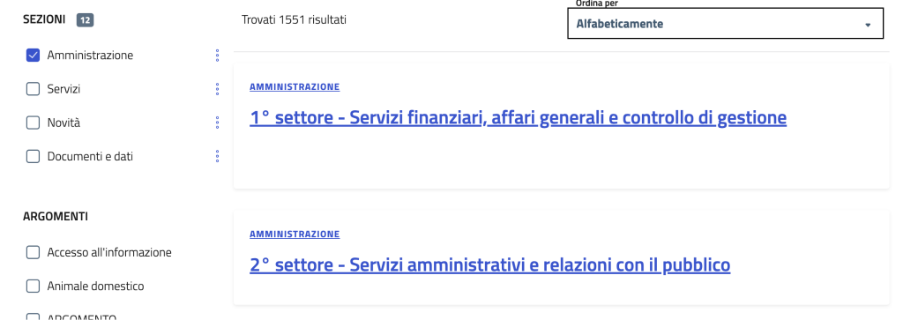 SEZIONI 12
Amministrazione
Servizi
Novità
Documenti e dati
ARGOMENTI
Accesso all'informazione
Animale domestico
ARGOMENTO
Trovati 1551 risultati
Ordina per
Alfabeticamente
AMMINISTRAZIONE
1° settore - Servizi finanziari, affari generali e controllo di gestione
AMMINISTRAZIONE
2° settore - Servizi amministrativi e relazioni con il pubblico